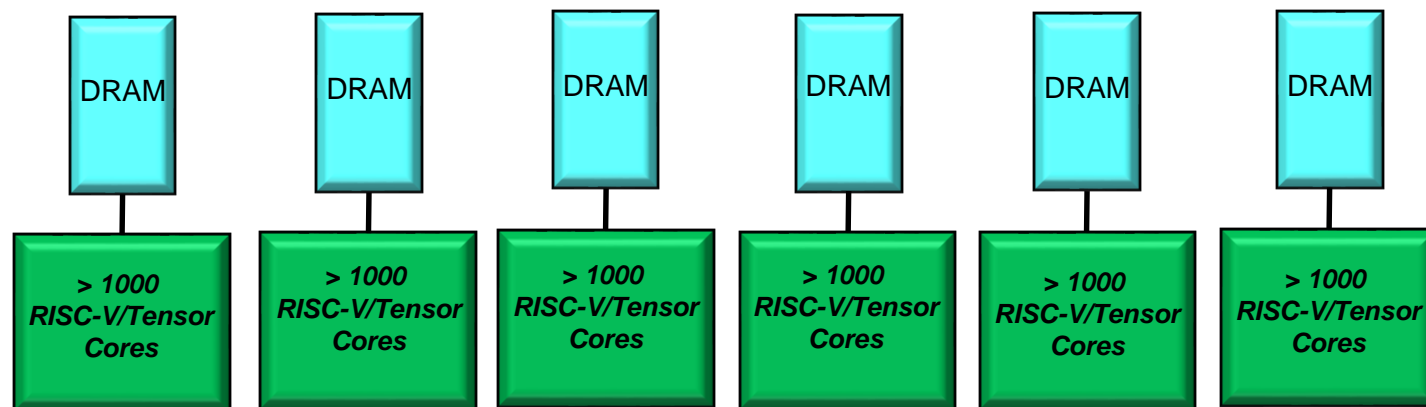 DRAM
DRAM
DRAM
DRAM
DRAM
DRAM
> 1000
RISC-V/Tensor
Cores
> 1000
RISC-V/Tensor
Cores
> 1000
RISC-V/Tensor
Cores
> 1000
RISC-V/Tensor
Cores
> 1000
RISC-V/Tensor
Cores
> 1000
RISC-V/Tensor
Cores